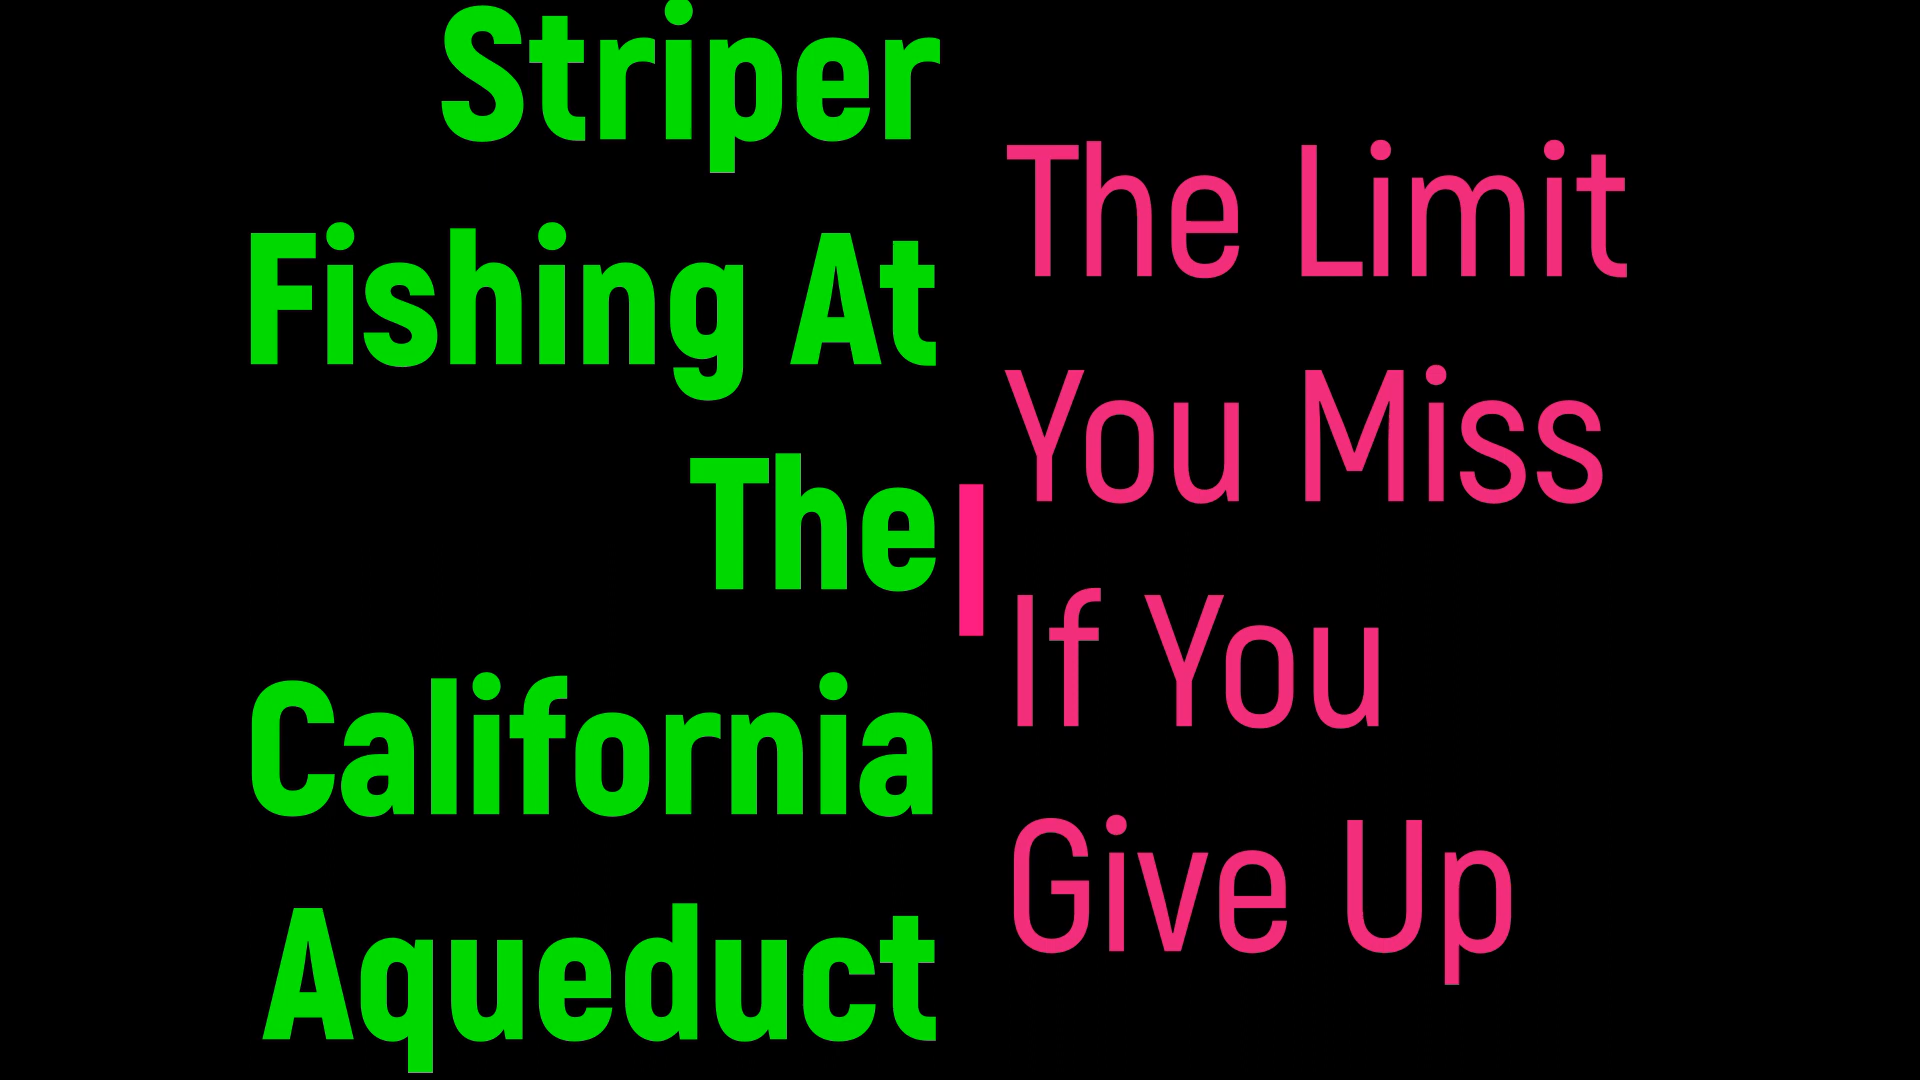 Striper
Fishing At
The
California
Aqueduct
|
The Limit
You Miss
If You
Give Up